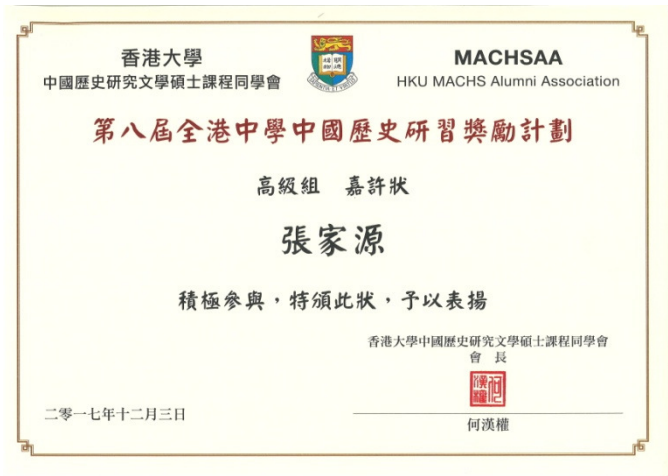 香港大學
中國歷史研究文學碩士課程同學會
MACHSAA
HKU MACHS Alumni Association
第八屆全港中學中國歷史研習獎勵計劃
高級組 嘉許狀
張家源
積極參與，特頒此狀，予以表揚
香港大學中國歷史研究文學碩士課程同學會
會 長
何漢權
二零一七年十二月三日
何漢權